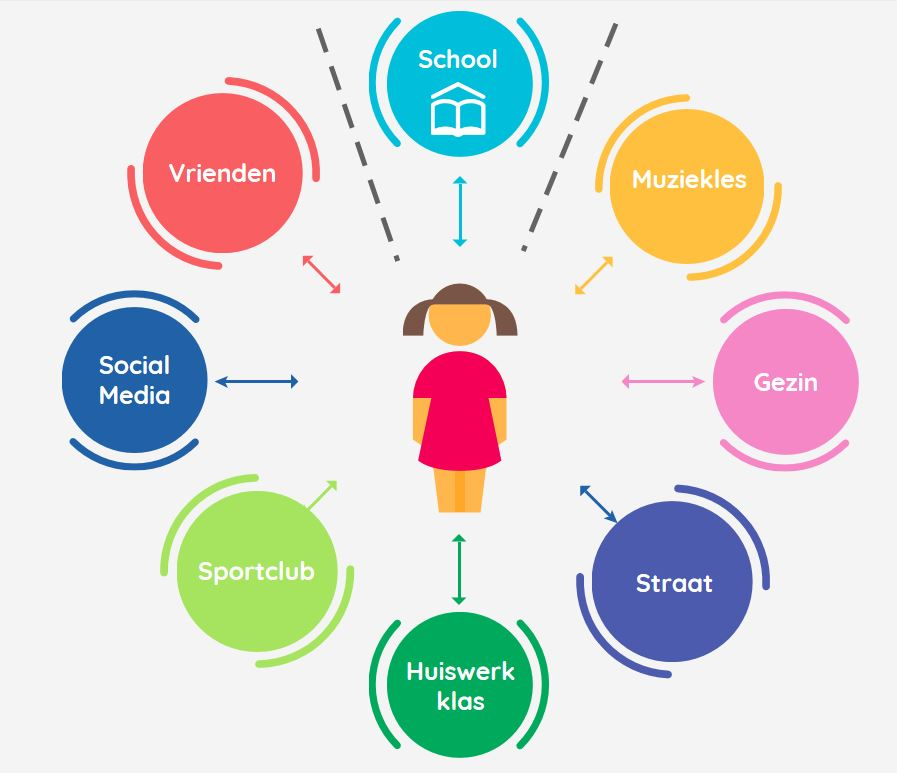 School
Vrienden
Muziekles
Social
Media
Gezin
Sportclub
Straat
Huiswerk
klas